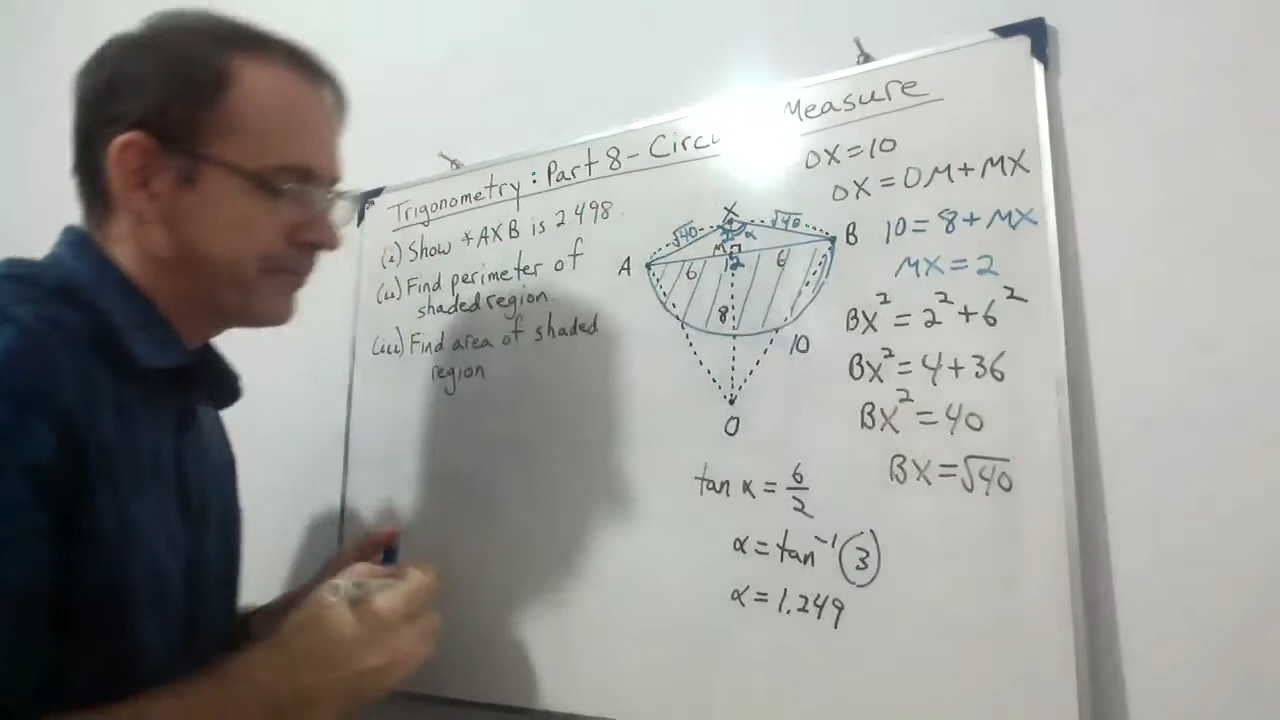 Trigonometry: Part 8 - Circu Measure
(i) Show ∡AXB is 2.498
(ii) Find perimeter of
shaded region.
(iii) Find area of shaded
region
X
√40
√40
α
M
A
B
6
12
6
8
10
O
OX = 10
OX = OM + MX
10 = 8 + MX
MX = 2
BX² = 2² + 6²
BX² = 4 + 36
BX² = 40
BX = √40
tan α = 6/2
α = tan⁻¹(3)
α = 1.249